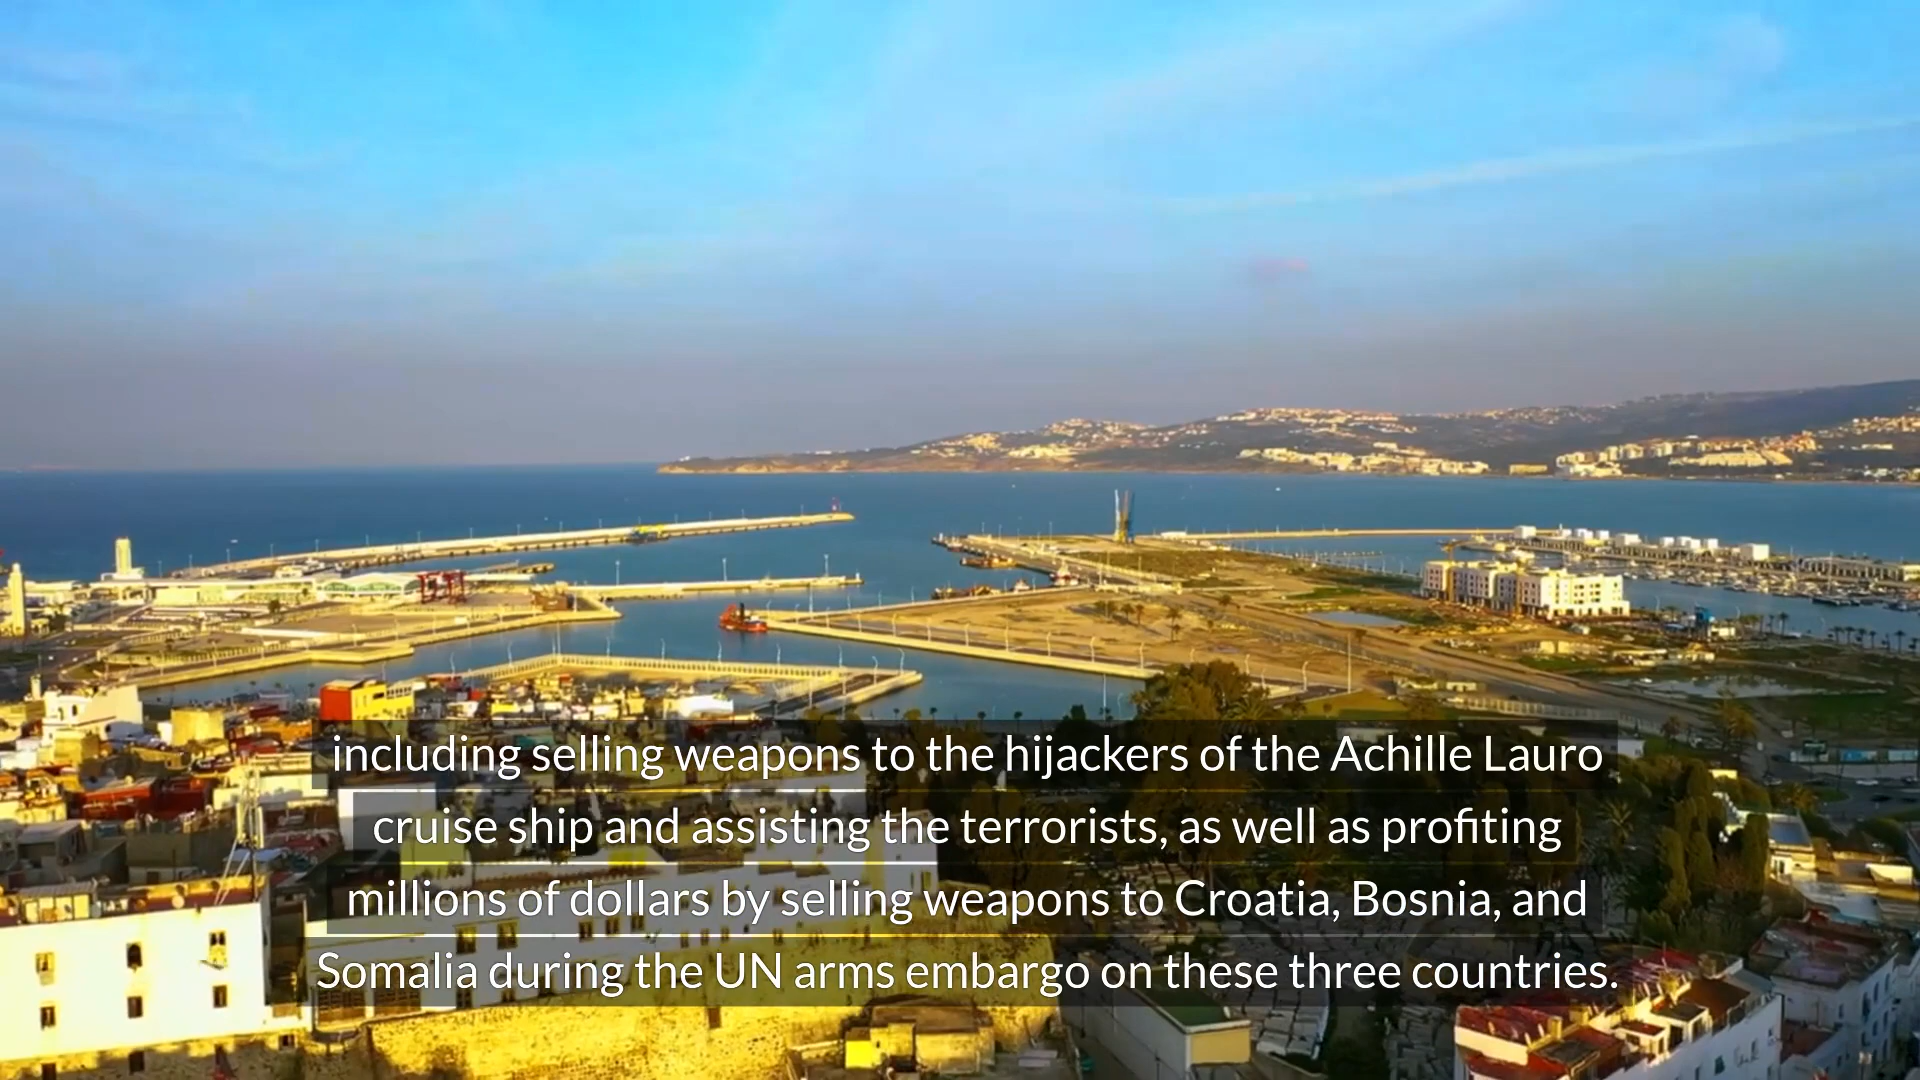 including selling weapons to the hijackers of the Achille Lauro
cruise ship and assisting the terrorists, as well as profiting
millions of dollars by selling weapons to Croatia, Bosnia, and
Somalia during the UN arms embargo on these three countries.